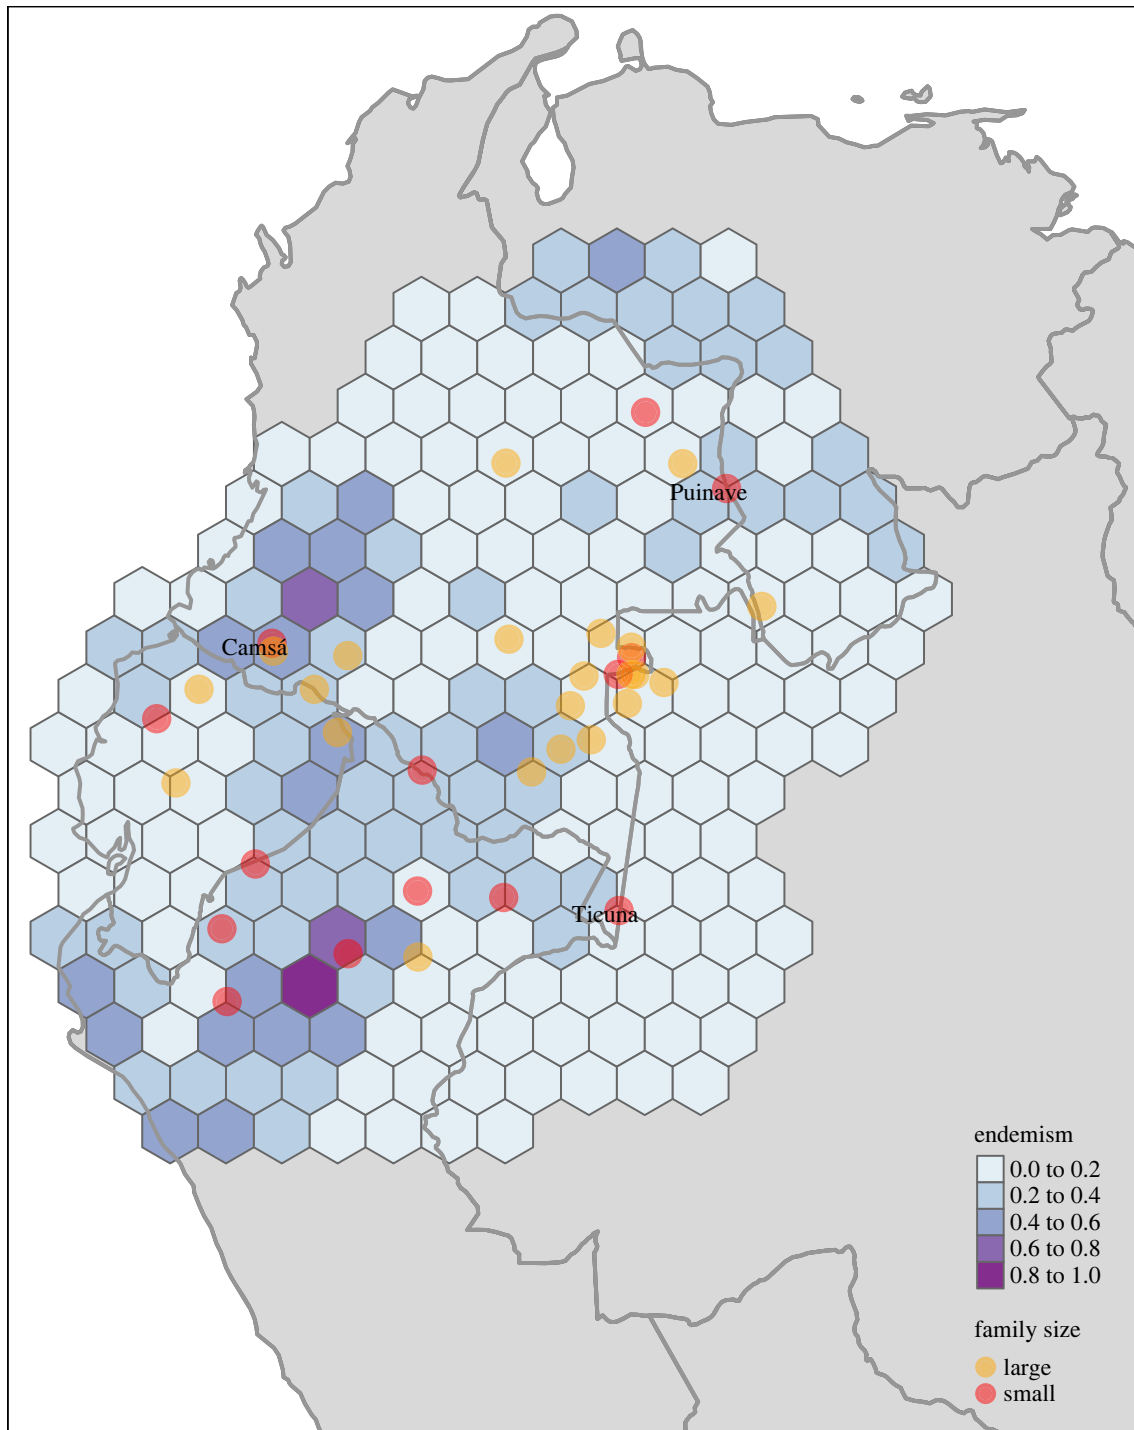 Puinave
Camsá
Ticuna
endemism
0.0 to 0.2
0.2 to 0.4
0.4 to 0.6
0.6 to 0.8
0.8 to 1.0
family size
large
small